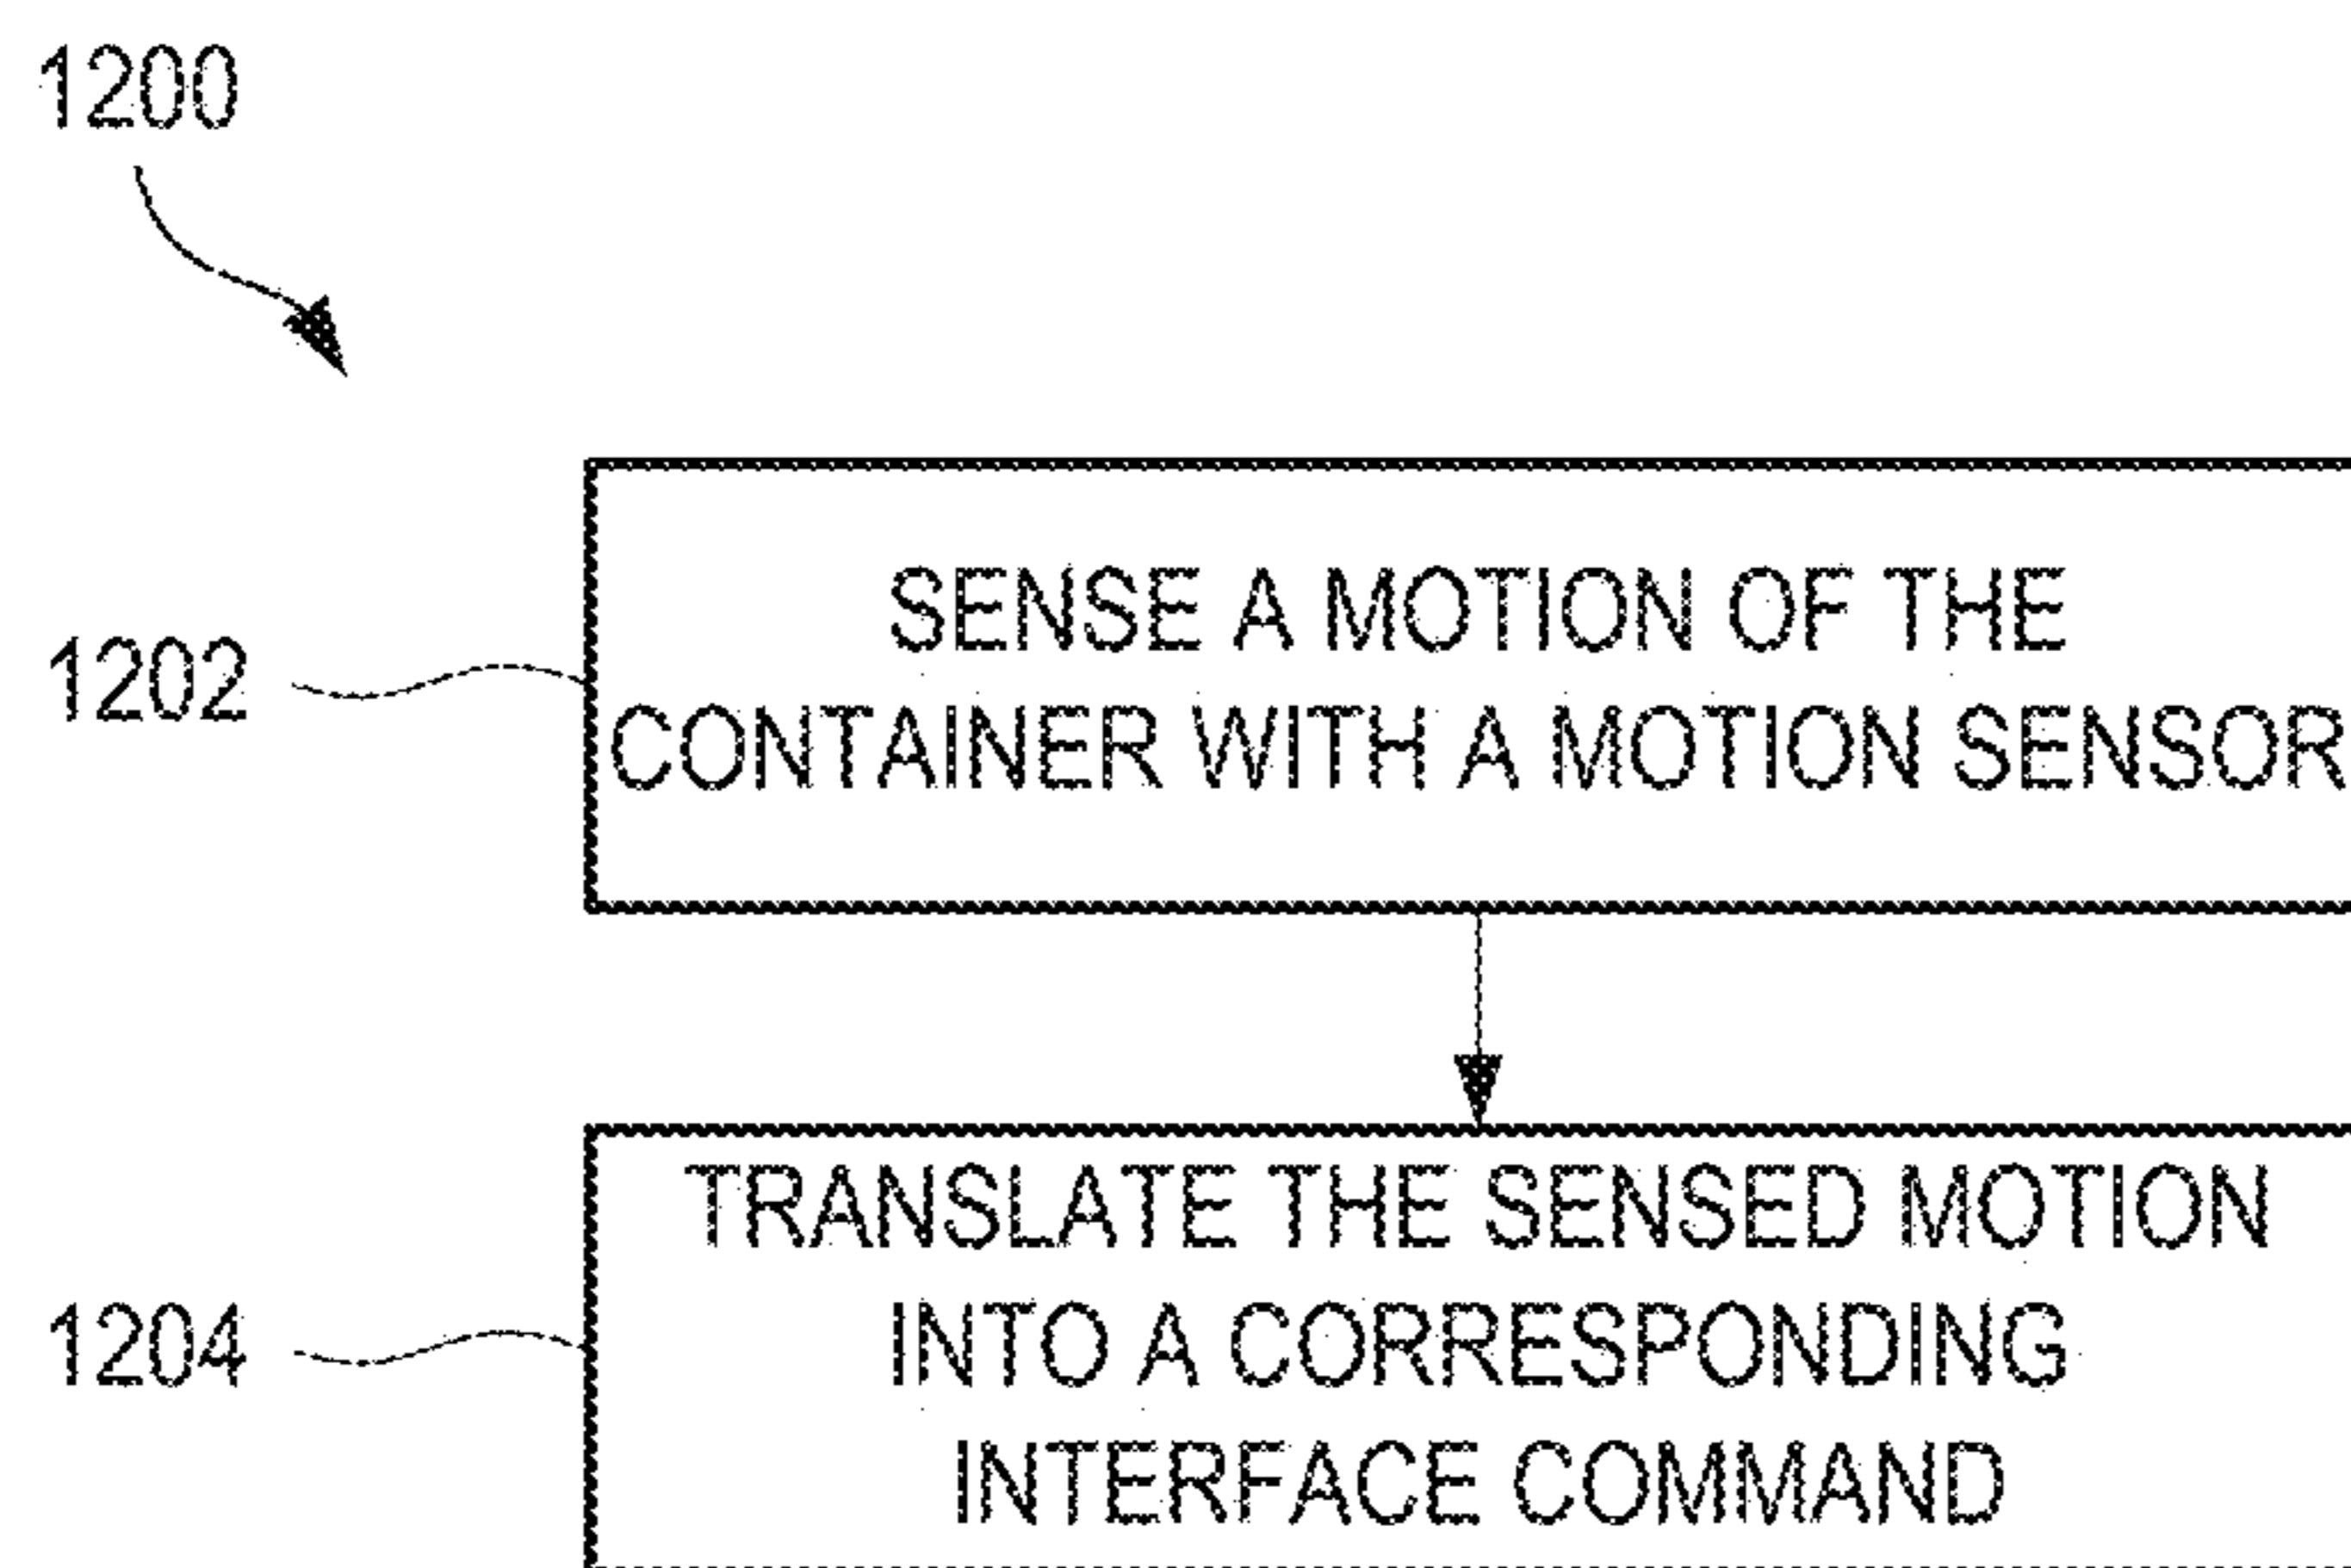 1200
1202
SENSE A MOTION OF THE
CONTAINER WITH A MOTION SENSOR
1204
TRANSLATE THE SENSED MOTION
INTO A CORRESPONDING
INTERFACE COMMAND